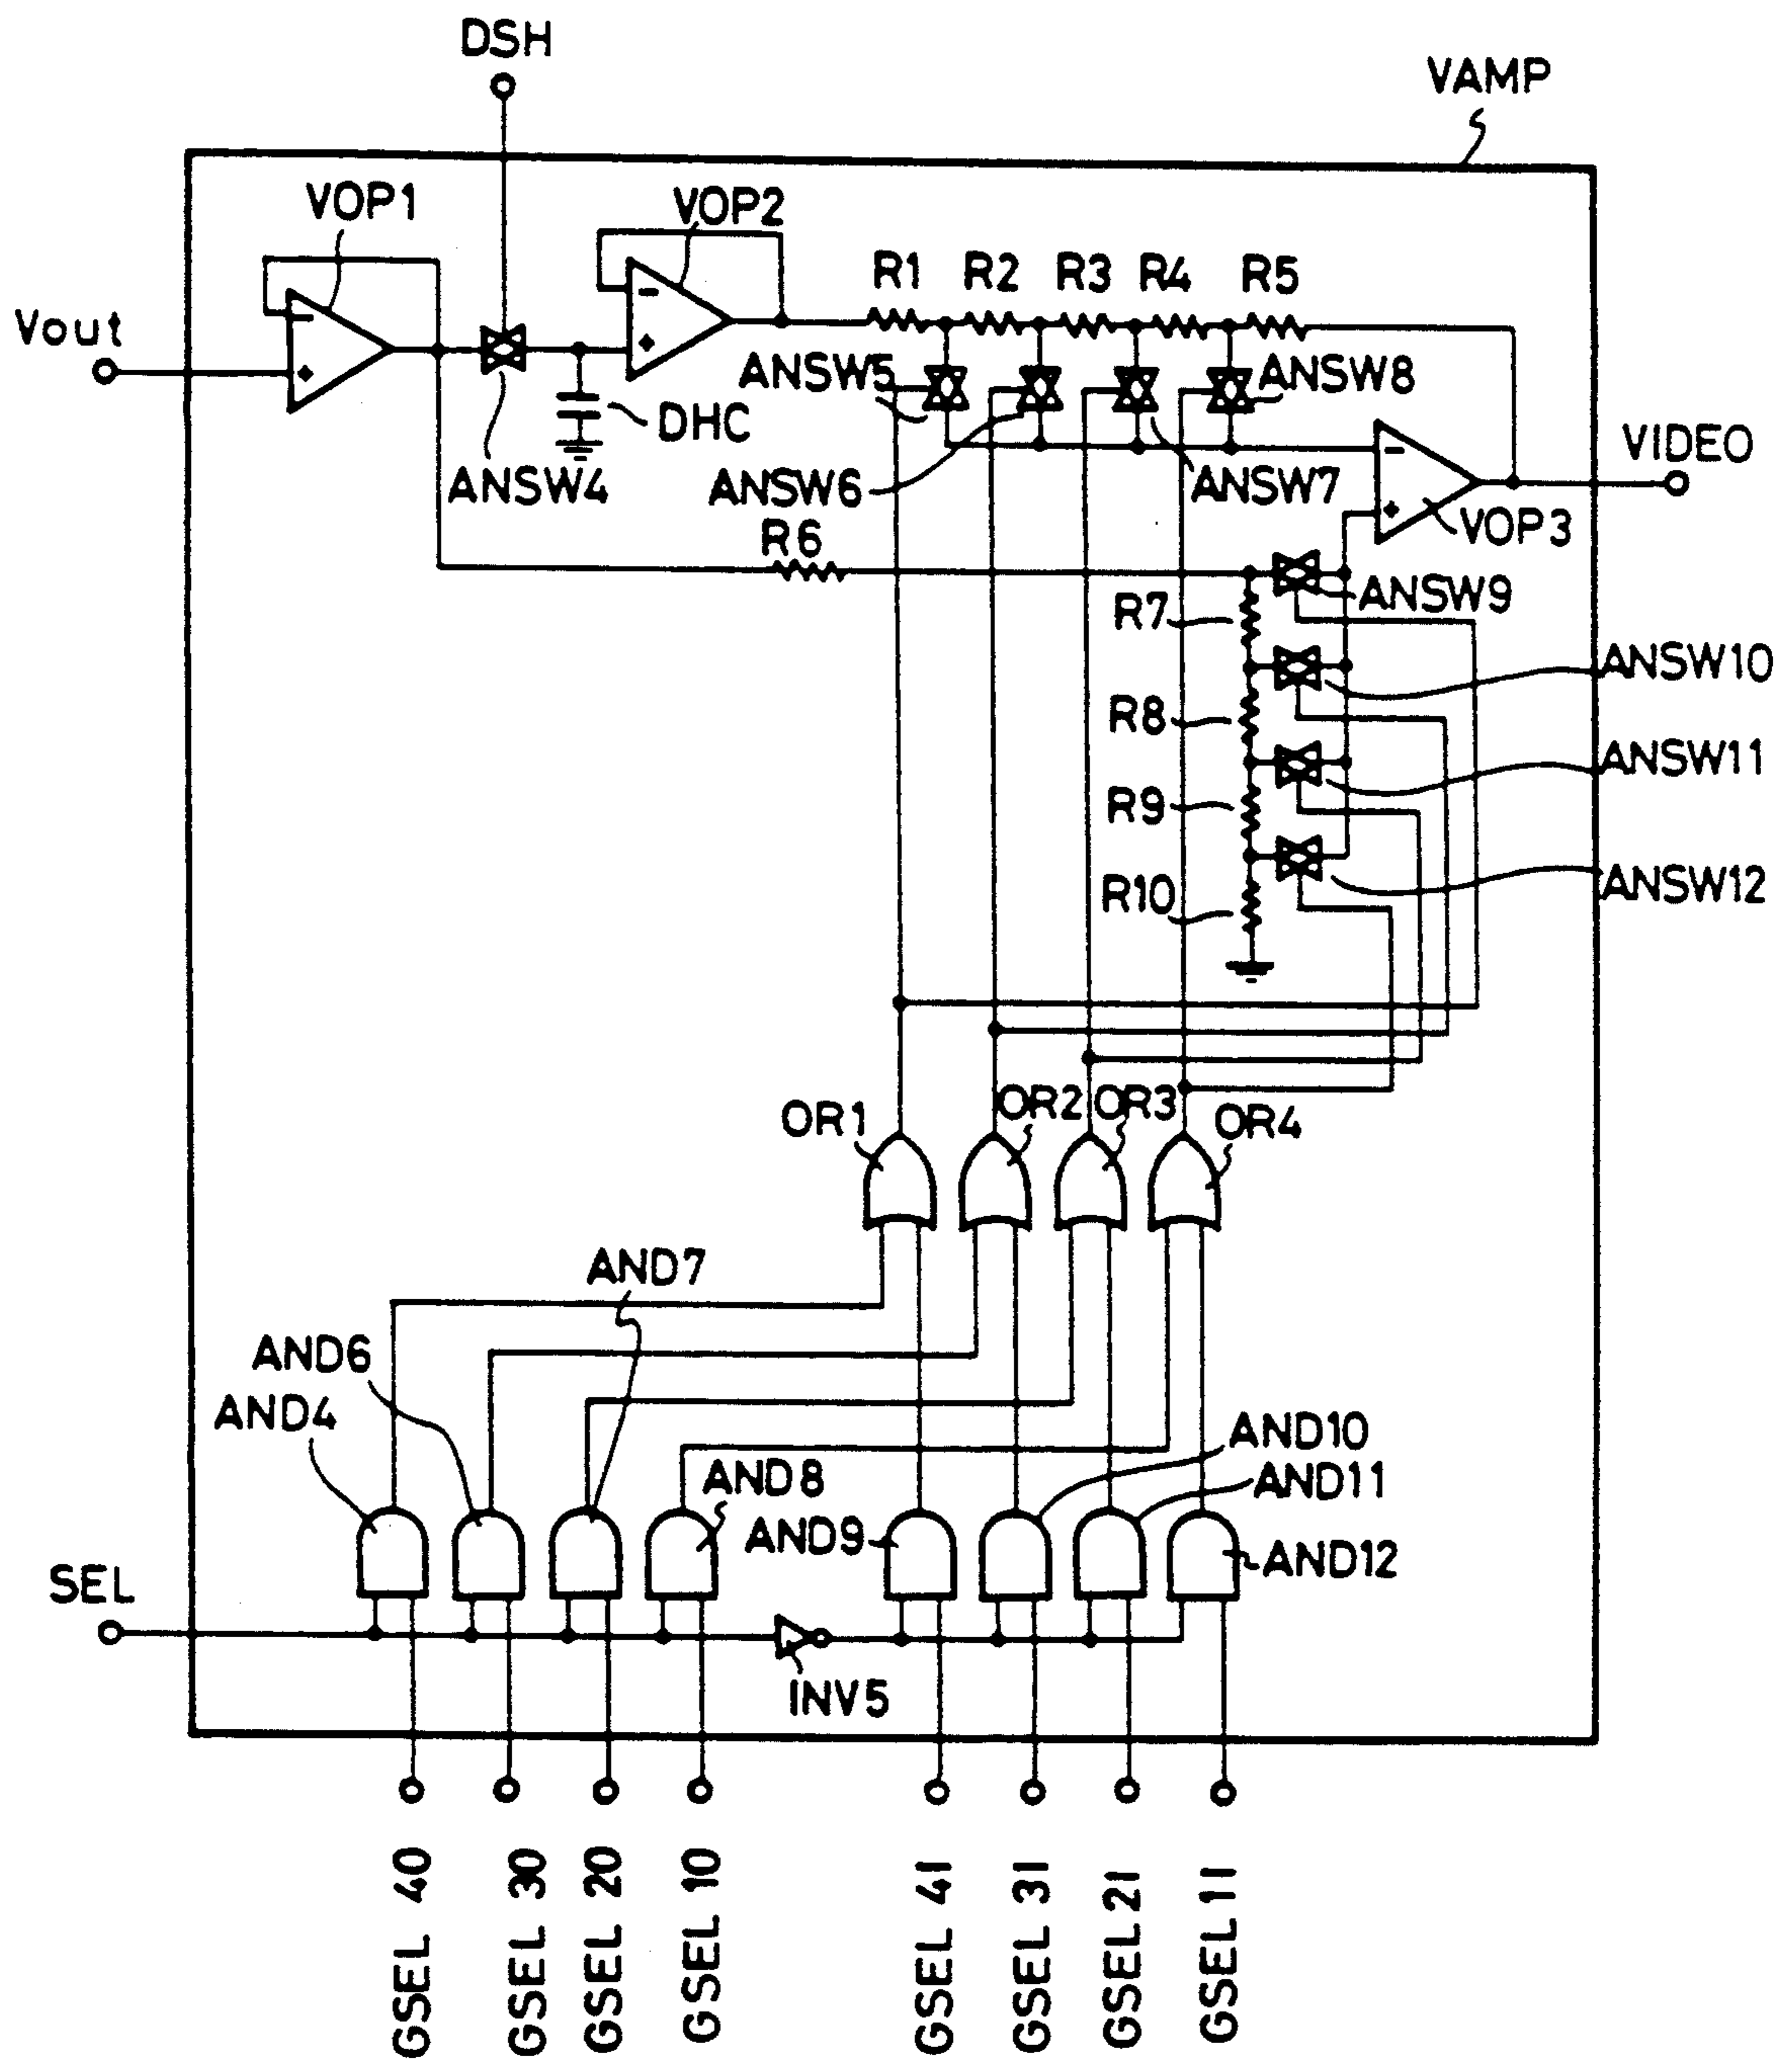 DSH
VAMP
VOP1
VOP2
R1 R2 R3 R4 R5
Vout
ANSW5
ANSW8
DHC
VIDEO
ANSW4
ANSW6
ANSW7
VOP3
R6
ANSW9
R7
ANSW10
R8
ANSW11
R9
ANSW12
R10
OR1
OR2
OR3
OR4
AND7
AND6
AND4
AND10
AND8
AND11
AND9
AND12
SEL
INV5
GSEL 40
GSEL 30
GSEL 20
GSEL 10
GSEL 41
GSEL 31
GSEL 21
GSEL 11